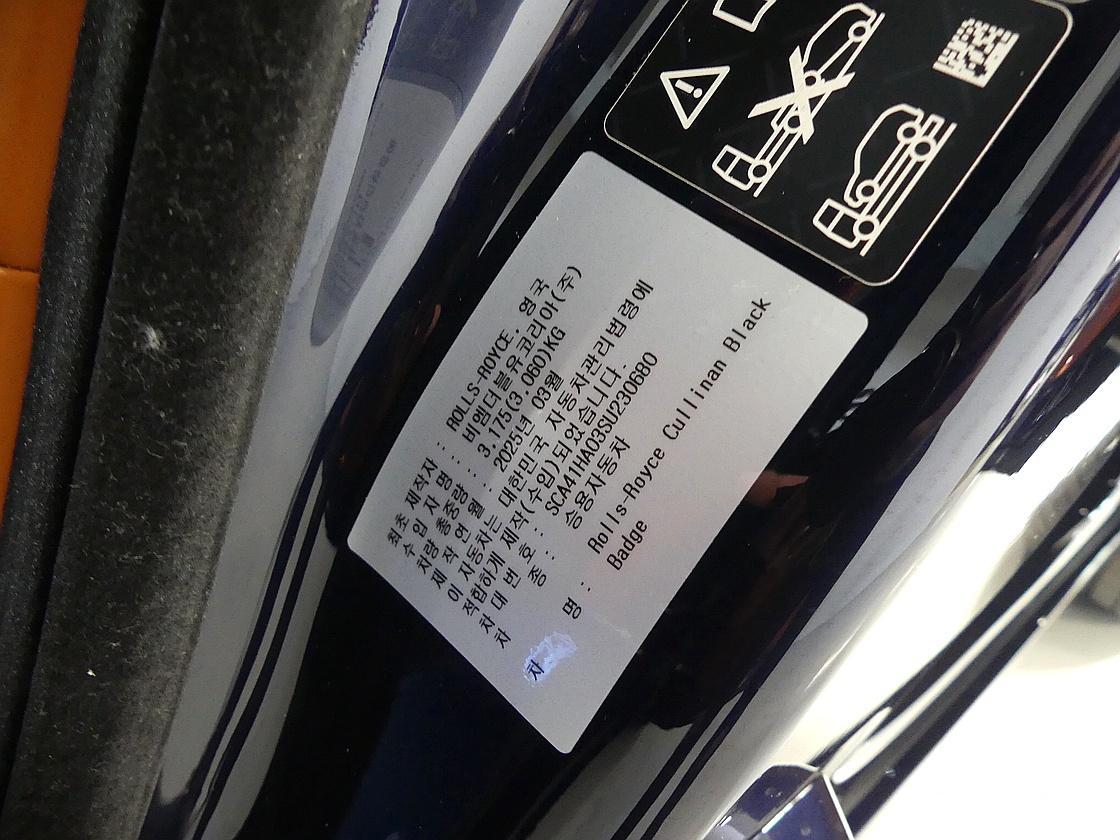 최초 제작자 : ROLLS-ROYCE, 영국
수 입 자 명 : 비엠더블유코리아(주)
차량 총중량 : 3,175(3,060)KG
제 작 연 월 : 2025년 03월
이 자동차는 대한민국 자동차관리법령에
적합하게 제작(수입)되었습니다.
차 대 번 호 : SCA41HA03SU230680
차 종 : 승용자동차
차 명 : Rolls-Royce Cullinan Black
Badge